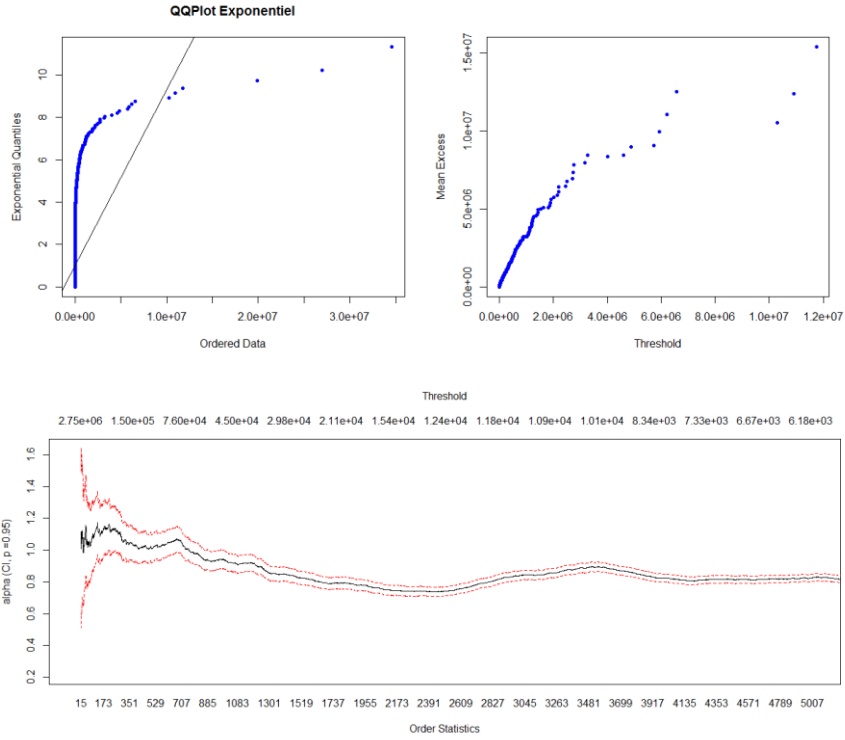 QQPlot Exponentiel
Exponential Quantiles
0 2 4 6 8 10
0.0e+00 1.0e+07 2.0e+07 3.0e+07
Ordered Data
Mean Excess
0.0e+00 5.0e+06 1.0e+07 1.5e+07
0.0e+00 2.0e+06 4.0e+06 6.0e+06 8.0e+06 1.0e+07 1.2e+07
Threshold
Threshold
2.75e+06 1.50e+05 7.60e+04 4.50e+04 2.98e+04 2.11e+04 1.54e+04 1.24e+04 1.18e+04 1.09e+04 1.01e+04 8.34e+03 7.33e+03 6.67e+03 6.18e+03
alpha (CI, p =0.95)
0.2 0.4 0.6 0.8 1.0 1.2 1.4 1.6
15 173 351 529 707 885 1083 1301 1519 1737 1955 2173 2391 2609 2827 3045 3263 3481 3699 3917 4135 4353 4571 4789 5007
Order Statistics